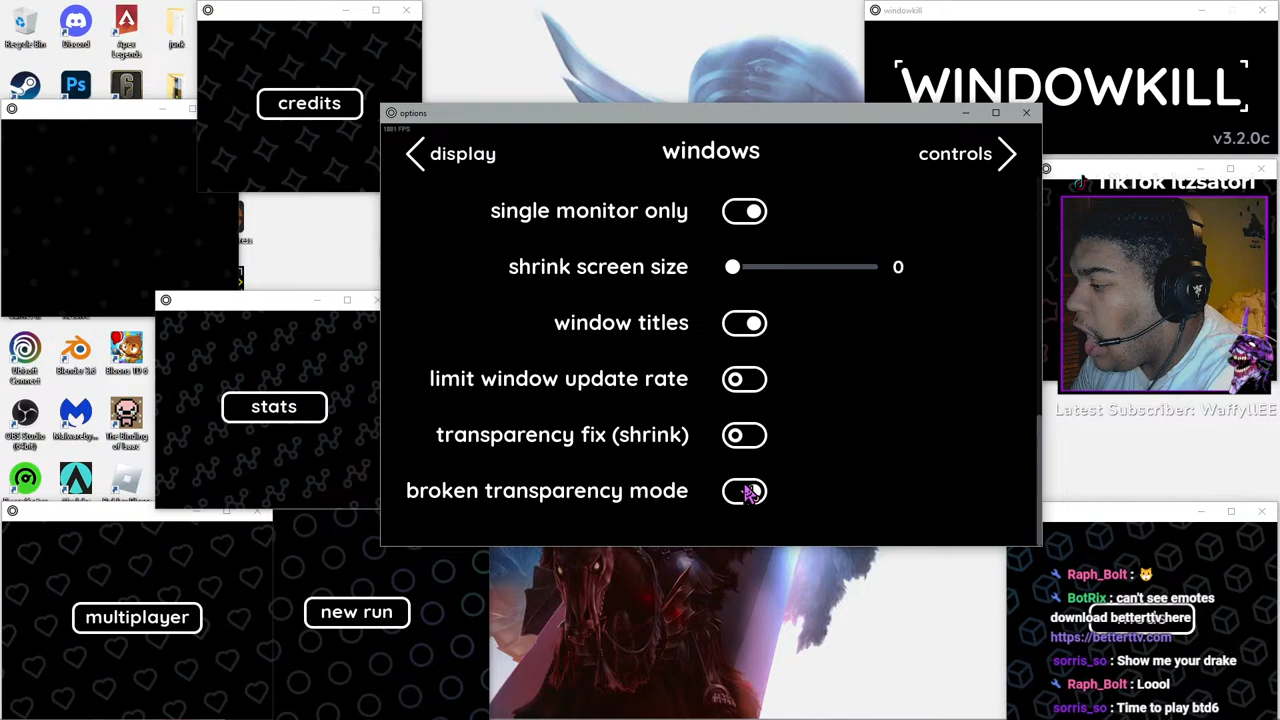 Recycle Bin
Discord
Apex Legends
junk
credits
windowkill
WINDOWKILL
v3.2.0c
options
1881 FPS
display
windows
controls
single monitor only
shrink screen size
0
window titles
limit window update rate
transparency fix (shrink)
broken transparency mode
TikTok itzsatori
Latest Subscriber: WaffyllEE
Ubisoft Connect
Blender 3.6
Bloons TD 6
stats
OBS Studio (64bit)
Malwareby...
The Binding of Isaac
multiplayer
new run
Raph_Bolt :
BotRix : can't see emotes
download betterttv here
https://betterttv.com
sorris_so : Show me your drake
Raph_Bolt : Loool
sorris_so : Time to play btd6